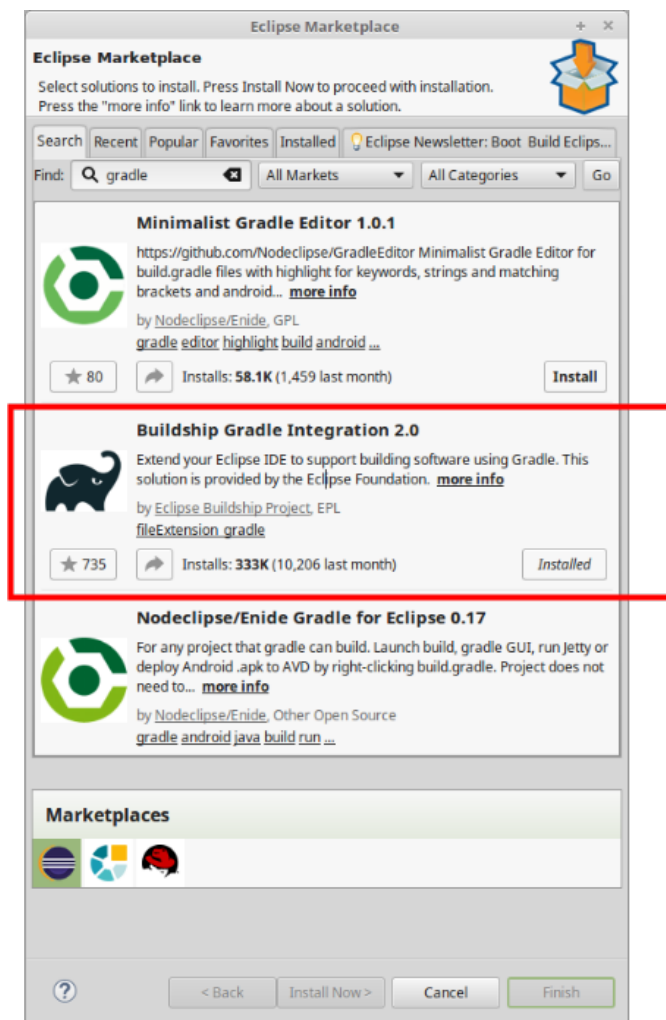 Eclipse Marketplace
Eclipse Marketplace
Select solutions to install. Press Install Now to proceed with installation.
Press the "more info" link to learn more about a solution.
Search Recent Popular Favorites Installed Eclipse Newsletter: Boot Build Eclips...
Find: gradle All Markets All Categories Go
Minimalist Gradle Editor 1.0.1
https://github.com/Nodeclipse/GradleEditor Minimalist Gradle Editor for
build.gradle files with highlight for keywords, strings and matching
brackets and android... more info
by Nodeclipse/Enide, GPL
gradle editor highlight build android ...
80 Installs: 58.1K (1,459 last month) Install
Buildship Gradle Integration 2.0
Extend your Eclipse IDE to support building software using Gradle. This
solution is provided by the Eclipse Foundation. more info
by Eclipse Buildship Project, EPL
fileExtension_gradle
735 Installs: 333K (10,206 last month) Installed
Nodeclipse/Enide Gradle for Eclipse 0.17
For any project that gradle can build. Launch build, gradle GUI, run Jetty or
deploy Android .apk to AVD by right-clicking build.gradle. Project does not
need to... more info
by Nodeclipse/Enide, Other Open Source
gradle android java build run ...
Marketplaces
? < Back Install Now > Cancel Finish